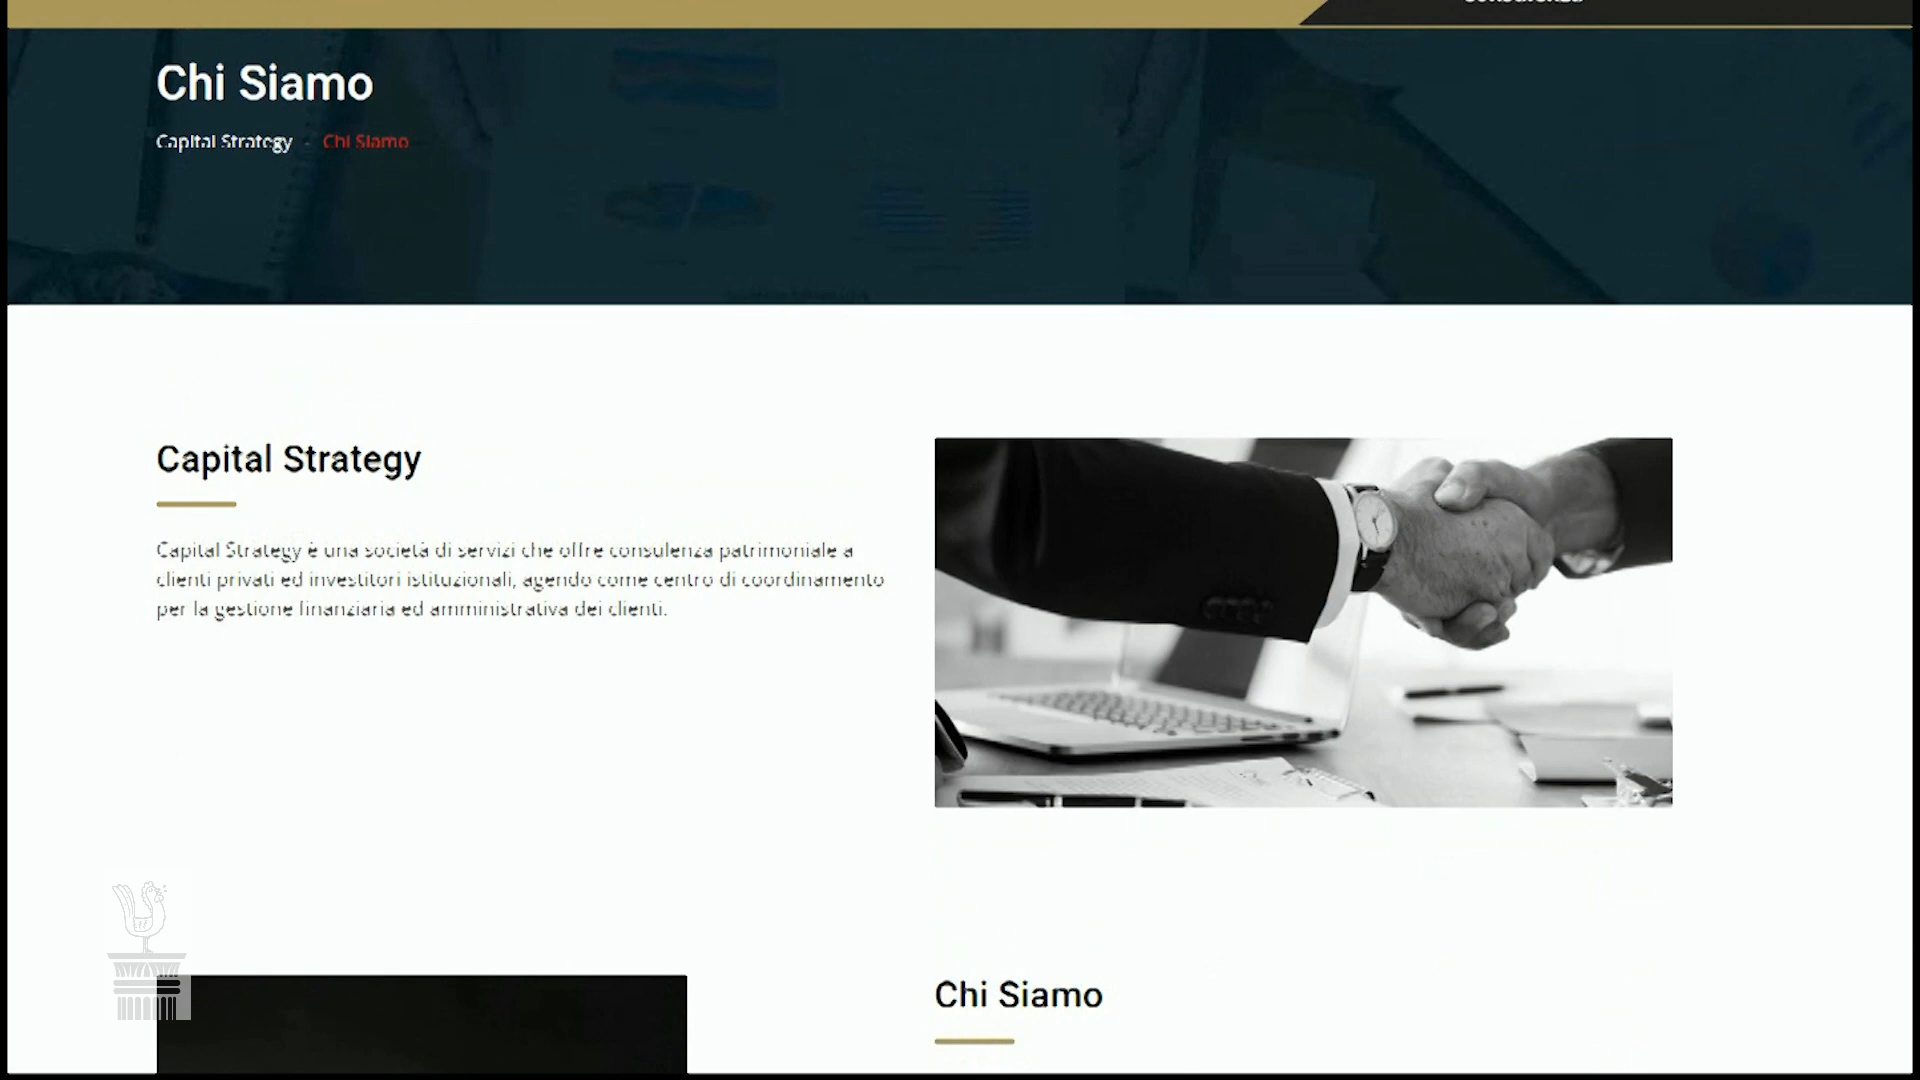 Chi Siamo
Capital Strategy - Chi Siamo
Capital Strategy
Capital Strategy è una società di servizi che offre consulenza patrimoniale a
clienti privati ed investitori istituzionali, agendo come centro di coordinamento
per la gestione finanziaria ed amministrativa dei clienti.
Chi Siamo